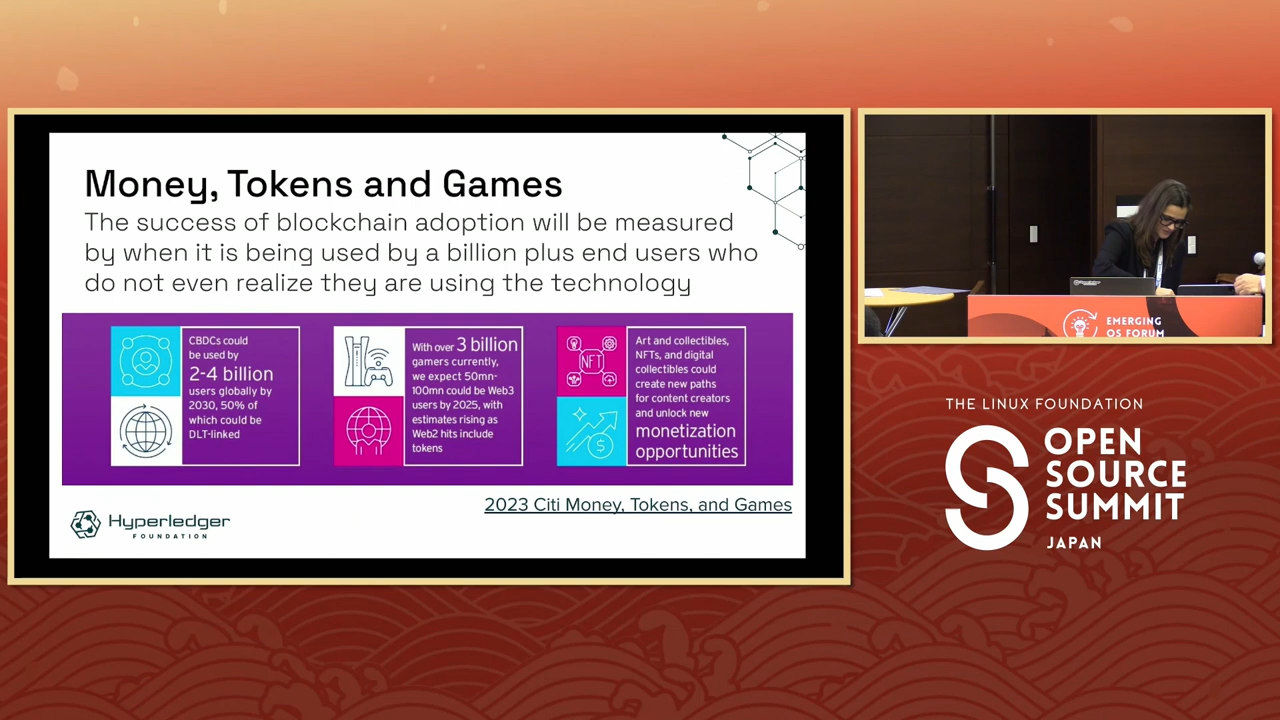 Money, Tokens and Games
The success of blockchain adoption will be measured
by when it is being used by a billion plus end users who
do not even realize they are using the technology
CBDCs could
be used by
2-4 billion
users globally by
2030, 50% of
which could be
DLT-linked
With over 3 billion
gamers currently,
we expect 50mn-
100mn could be Web3
users by 2025, with
estimates rising as
Web2 hits include
tokens
NFT
Art and collectibles,
NFTs, and digital
collectibles could
create new paths
for content creators
and unlock new
monetization
opportunities
2023 Citi Money, Tokens, and Games
Hyperledger
FOUNDATION
EMERGING
OS FORUM
THE LINUX FOUNDATION
OPEN
SOURCE
SUMMIT
JAPAN